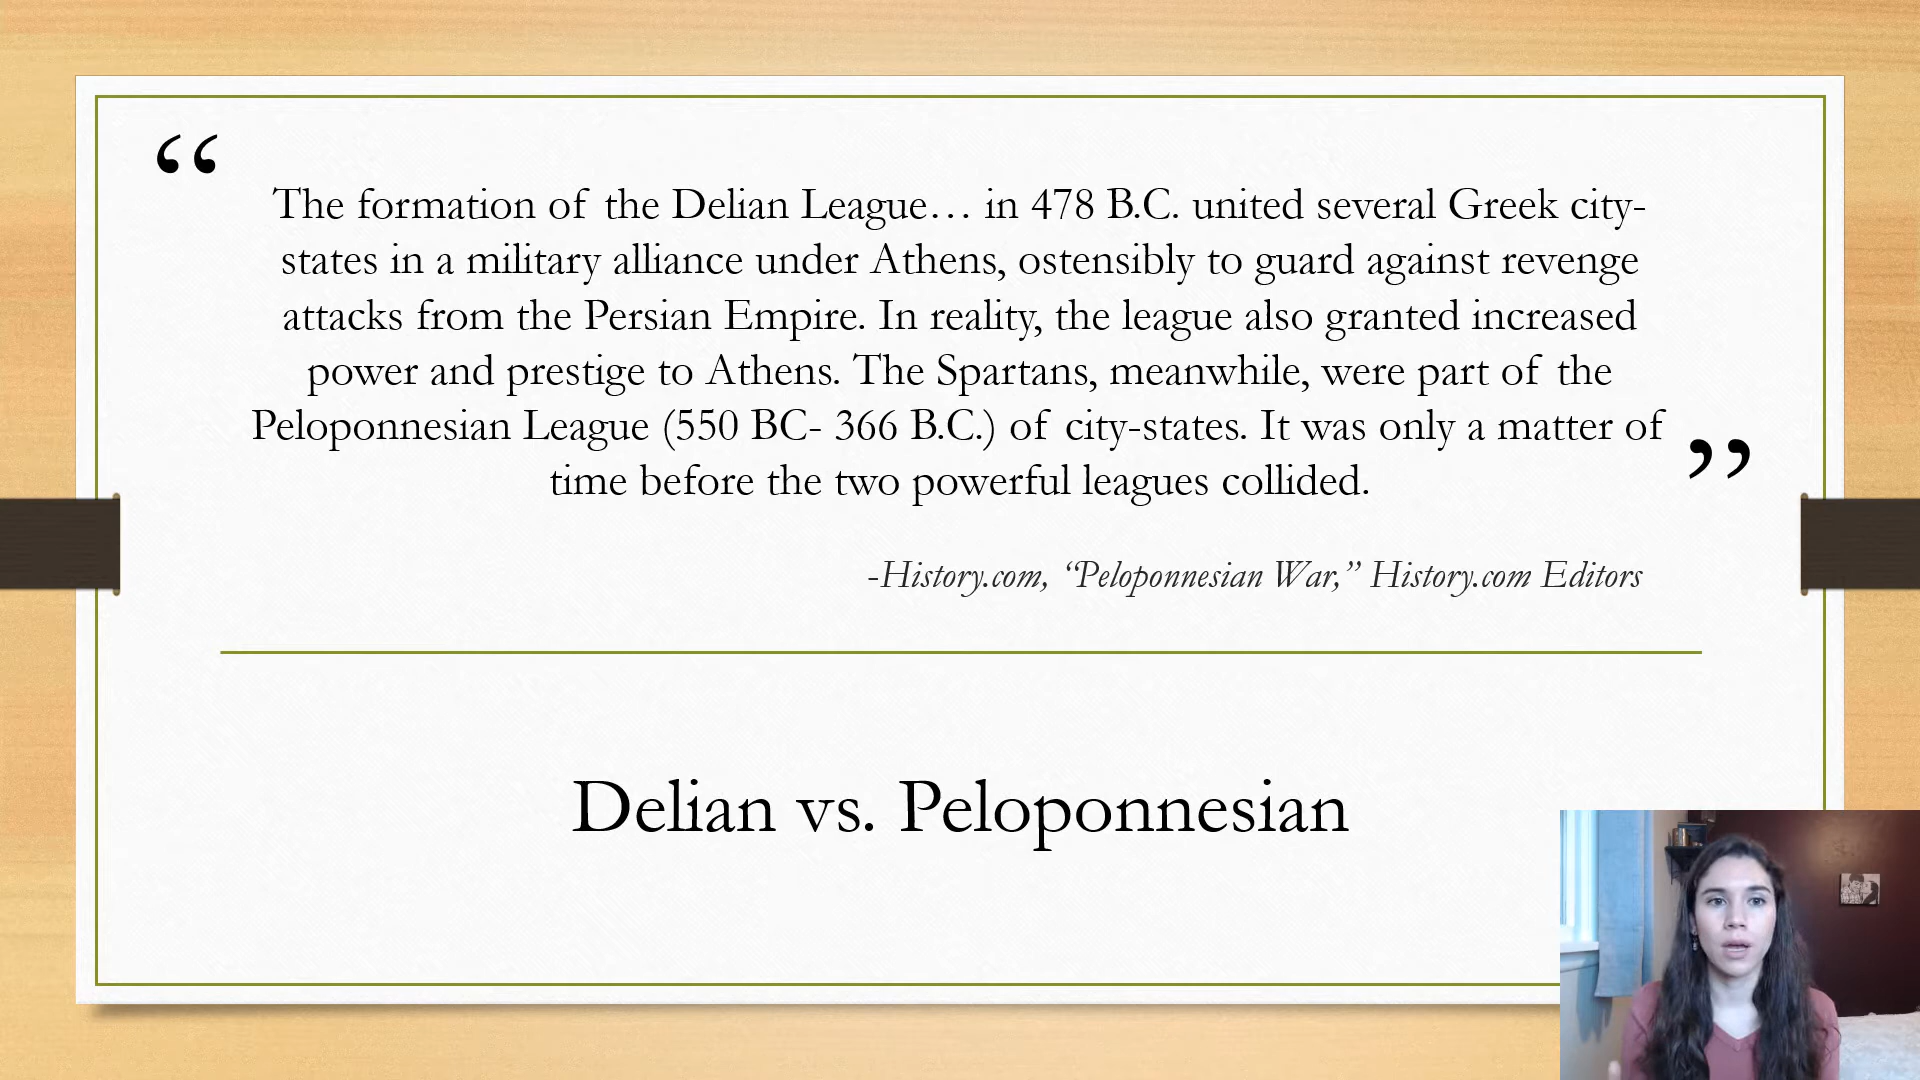 “
The formation of the Delian League… in 478 B.C. united several Greek city-
states in a military alliance under Athens, ostensibly to guard against revenge
attacks from the Persian Empire. In reality, the league also granted increased
power and prestige to Athens. The Spartans, meanwhile, were part of the
Peloponnesian League (550 BC- 366 B.C.) of city-states. It was only a matter of
time before the two powerful leagues collided.
”
-History.com, “Peloponnesian War,” History.com Editors
Delian vs. Peloponnesian